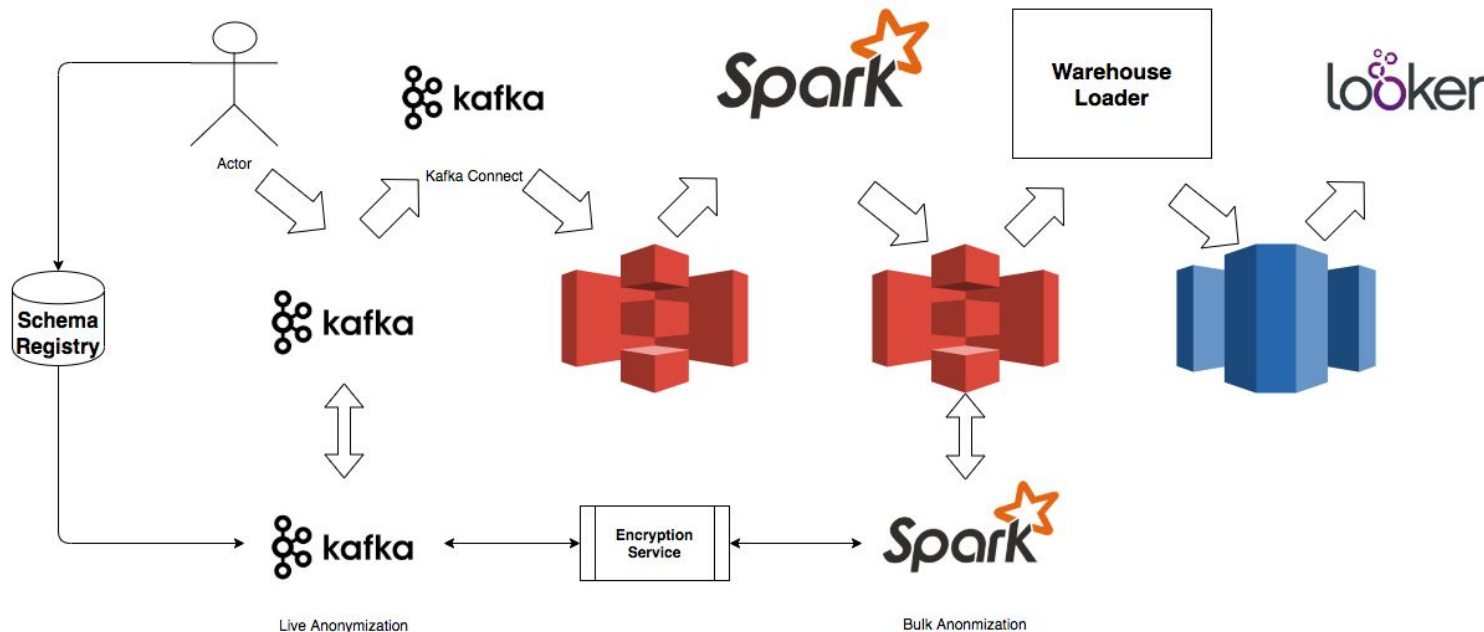 Spark
Warehouse
Loader
looker
kafka
Actor
Kafka Connect
Schema
Registry
kafka
Encryption
Service
kafka
Spark
Live Anonymization
Bulk Anonmization